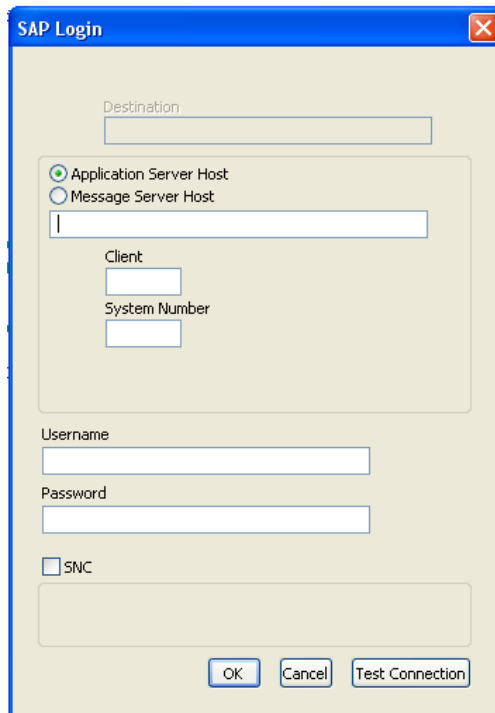 SAP Login
Destination
Application Server Host
Message Server Host
Client
System Number
Username
Password
SNC
OK Cancel Test Connection